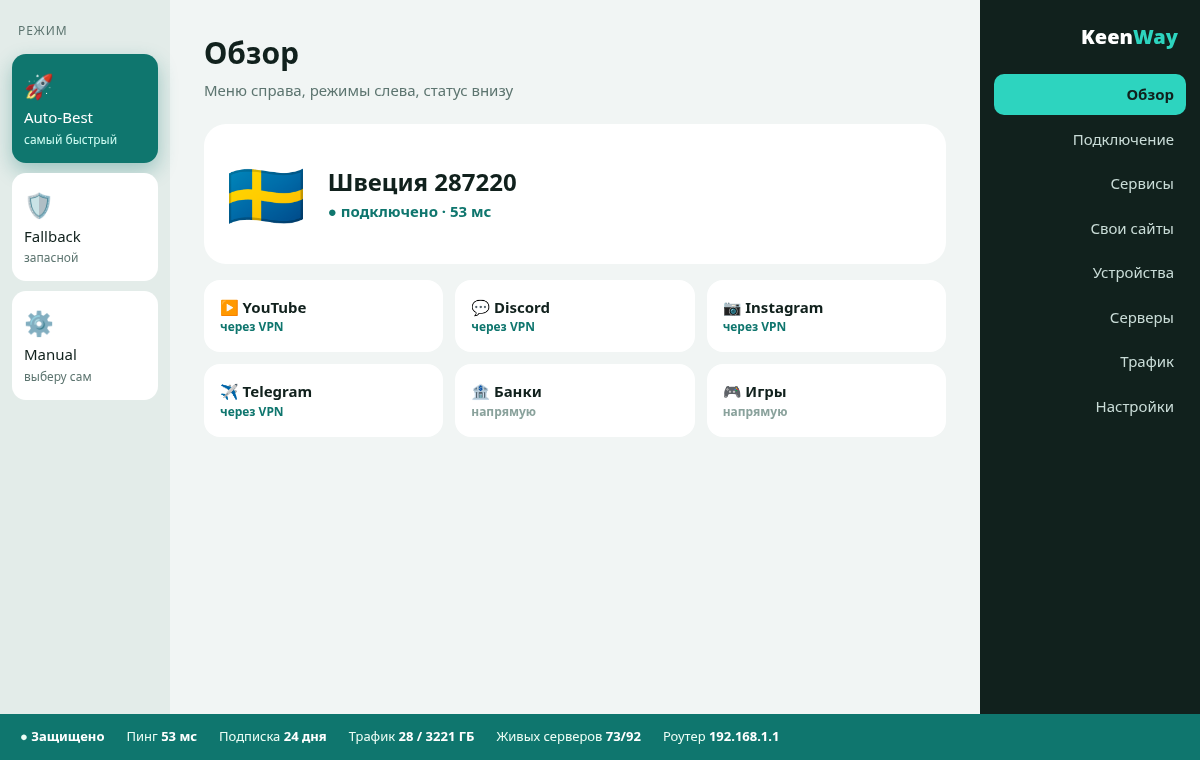 РЕЖИМ
🚀
Auto-Best
самый быстрый
🛡️
Fallback
запасной
⚙️
Manual
выберу сам
Обзор
Меню справа, режимы слева, статус внизу
Швеция 287220
● подключено · 53 мс
▶️ YouTube
через VPN
💬 Discord
через VPN
📷 Instagram
через VPN
✈️ Telegram
через VPN
🏦 Банки
напрямую
🎮 Игры
напрямую
KeenWay
Обзор
Подключение
Сервисы
Свои сайты
Устройства
Серверы
Трафик
Настройки
● Защищено Пинг 53 мс Подписка 24 дня Трафик 28 / 3221 ГБ Живых серверов 73/92 Роутер 192.168.1.1